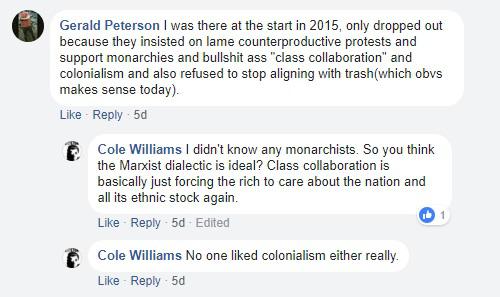 Gerald Peterson I was there at the start in 2015, only dropped out
because they insisted on lame counterproductive protests and
support monarchies and bullshit ass "class collaboration" and
colonialism and also refused to stop aligning with trash(which obvs
makes sense today).
Like · Reply · 5d
Cole Williams I didn't know any monarchists. So you think
the Marxist dialectic is ideal? Class collaboration is
basically just forcing the rich to care about the nation and
all its ethnic stock again.
Like · Reply · 5d · Edited
1
Cole Williams No one liked colonialism either really.
Like · Reply · 5d